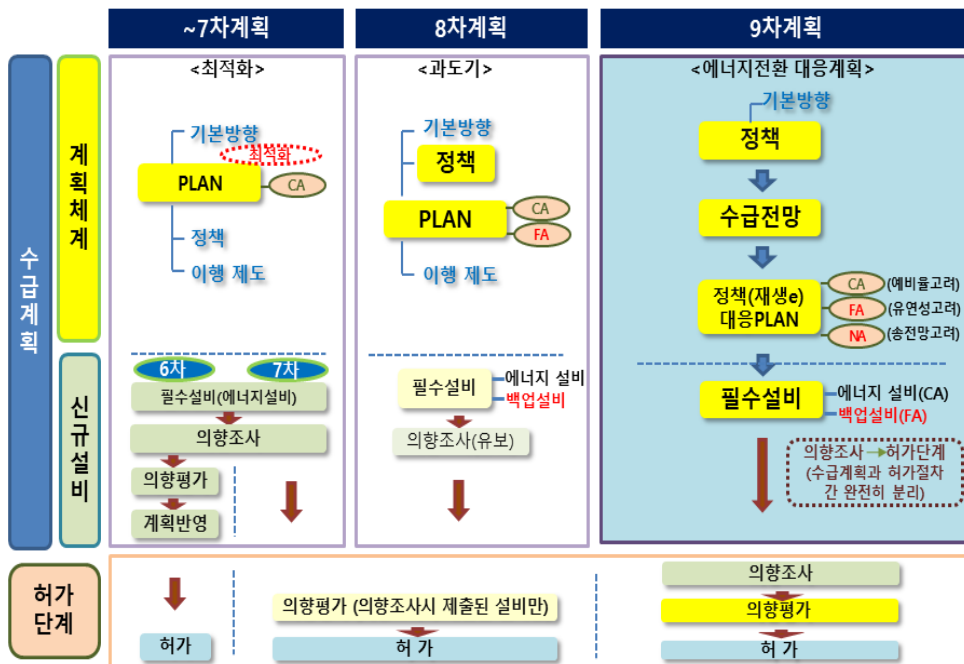 ~7차계획
8차계획
9차계획
수급계획
계획체계
<최적화>
기본방향
최적화
PLAN
CA
정책
이행 제도
<과도기>
기본방향
정책
PLAN
CA
FA
이행 제도
<에너지전환 대응계획>
기본방향
정책
수급전망
정책(재생e)
대응PLAN
CA (예비율고려)
FA (유연성고려)
NA (송전망고려)
신규설비
6차
7차
필수설비(에너지설비)
의향조사
의향평가
계획반영
필수설비
에너지 설비
백업설비
의향조사(유보)
필수설비
에너지 설비(CA)
백업설비(FA)
의향조사→허가단계
(수급계획과 허가절차
간 완전히 분리)
허가
단계
허가
의향평가 (의향조사시 제출된 설비만)
허 가
의향조사
의향평가
허 가